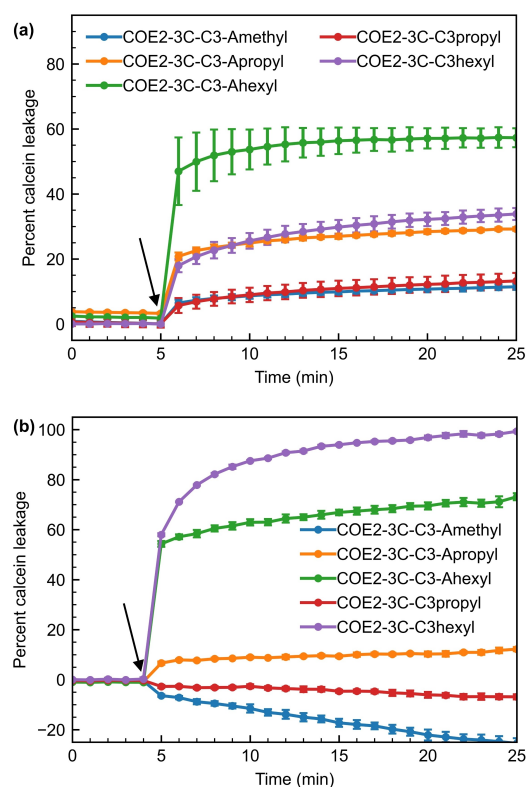 (a)
COE2-3C-C3-Amethyl COE2-3C-C3propyl
COE2-3C-C3-Apropyl COE2-3C-C3hexyl
COE2-3C-C3-Ahexyl
80
60
40
20
0
Percent calcein leakage
0 5 10 15 20 25
Time (min)
(b)
100
80
60
40
20
0
−20
Percent calcein leakage
COE2-3C-C3-Amethyl
COE2-3C-C3-Apropyl
COE2-3C-C3-Ahexyl
COE2-3C-C3propyl
COE2-3C-C3hexyl
0 5 10 15 20 25
Time (min)